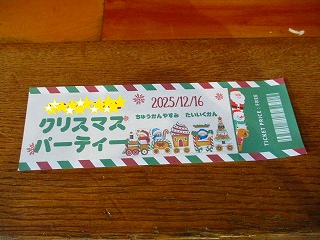 2025/12/16
クリスマス
パーティー
ちゅうかんやすみ たいいくかん
TICKET PRICE : FREE